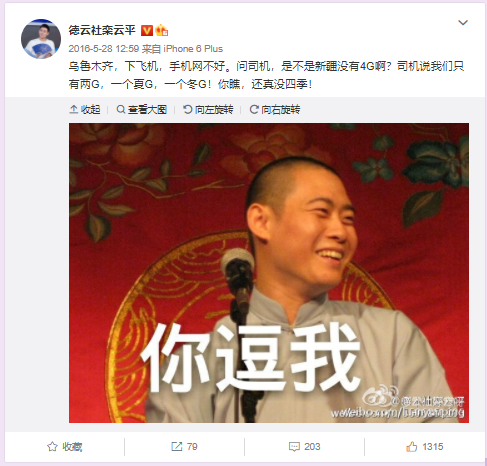 德云社栾云平
2016-5-28 12:59 来自 iPhone 6 Plus
乌鲁木齐，下飞机，手机网不好。问司机，是不是新疆没有4G啊？司机说我们只
有两G，一个夏G，一个冬G！你瞧，还真没四季！
收起 查看大图 向左旋转 向右旋转
你逗我
@德云社栾云平
weibo.com/luanyunping
收藏 79 203 1315